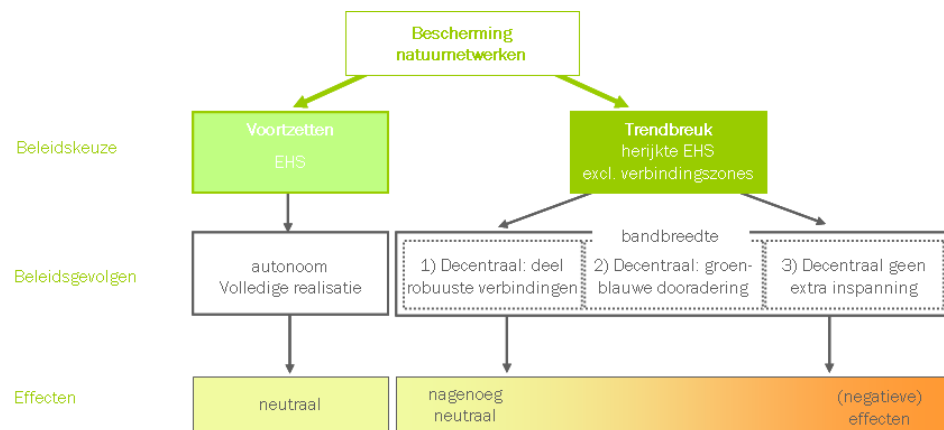 Bescherming
natuurnetwerken
Beleidskeuze
Voortzetten
EHS
Trendbreuk
herijkte EHS
excl. verbindingszones
Beleidsgevolgen
autonoom
Volledige realisatie
bandbreedte
1) Decentraal: deel
robuuste verbindingen
2) Decentraal: groen-
blauwe dooradering
3) Decentraal geen
extra inspanning
Effecten
neutraal
nagenoeg
neutraal
(negatieve)
effecten